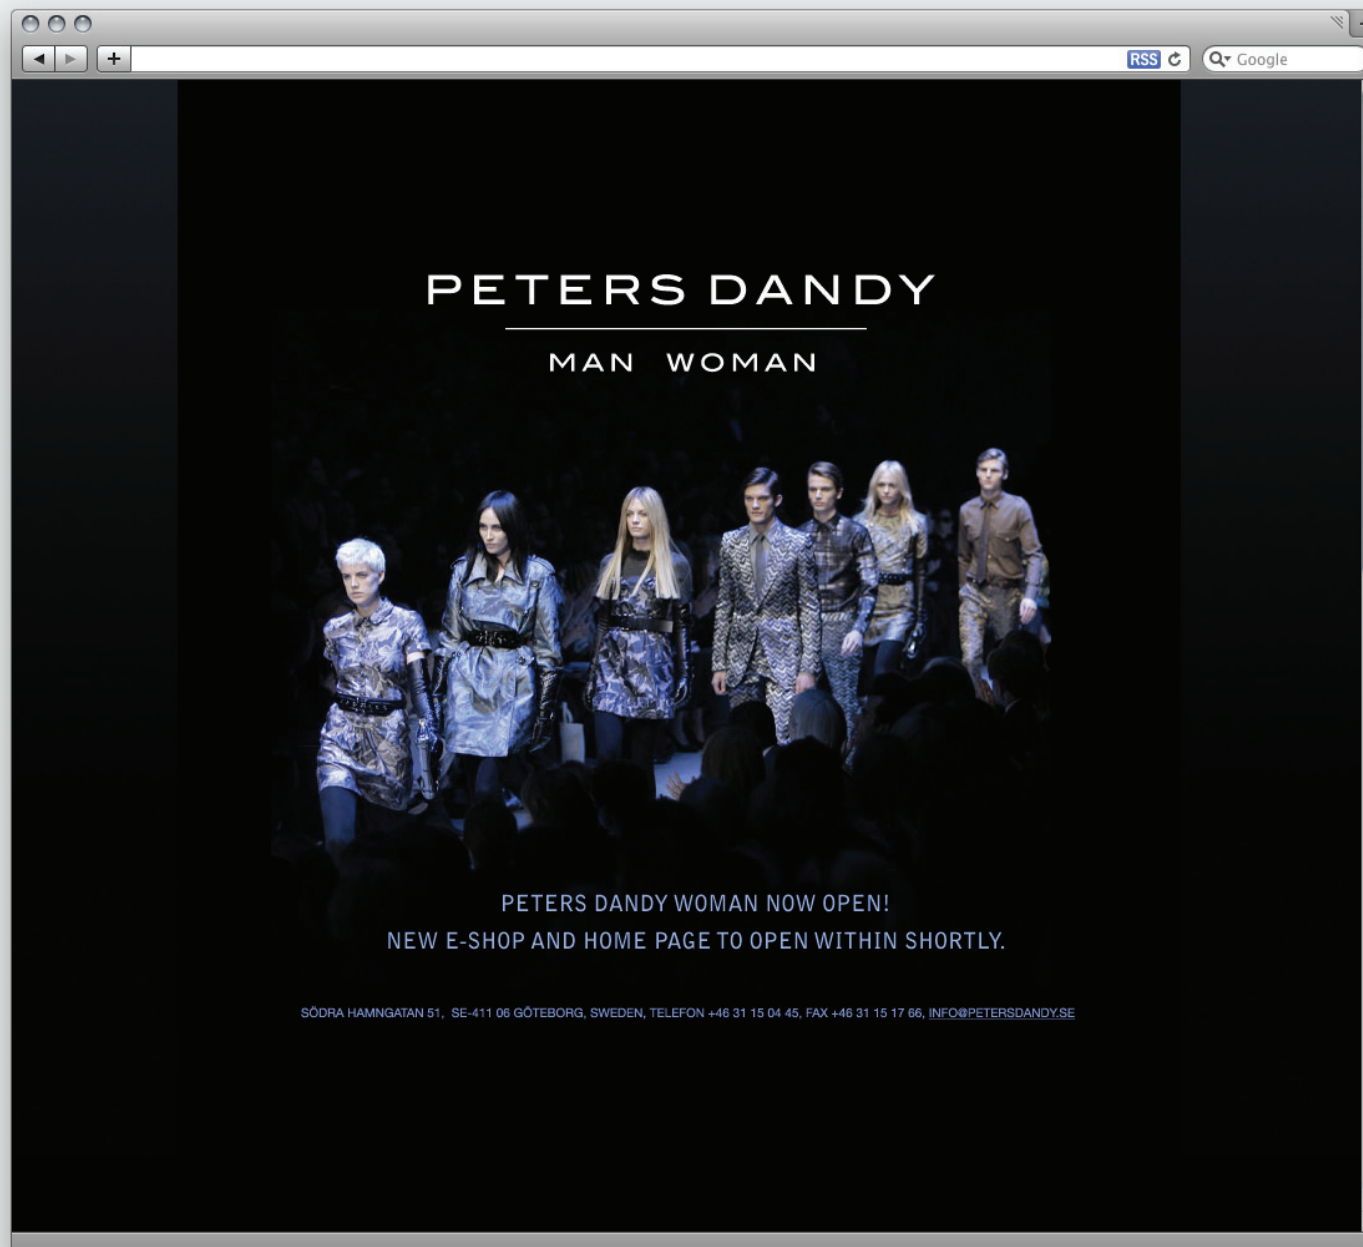 RSS
Google
PETERS DANDY
MAN WOMAN
PETERS DANDY WOMAN NOW OPEN!
NEW E-SHOP AND HOME PAGE TO OPEN WITHIN SHORTLY.
SÖDRA HAMNGATAN 51, SE-411 06 GÖTEBORG, SWEDEN, TELEFON +46 31 15 04 45, FAX +46 31 15 17 66, INFO@PETERSDANDY.SE